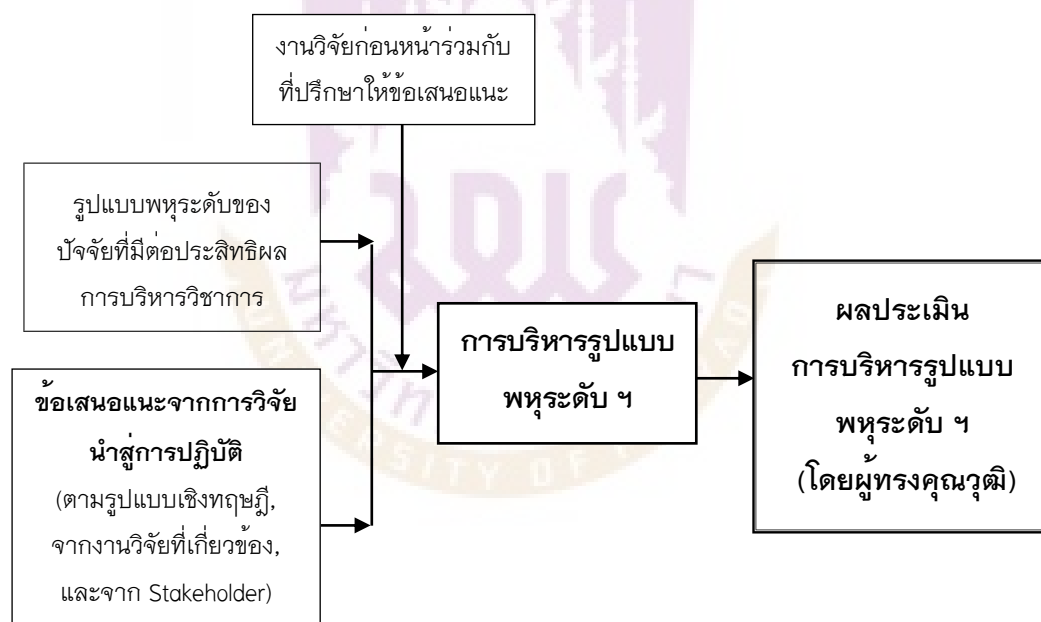 งานวิจัยก่อนหน้าร่วมกับ
ที่ปรึกษาให้ข้อเสนอแนะ
รูปแบบพหุระดับของ
ปัจจัยที่มีต่อประสิทธิผล
การบริหารวิชาการ
ข้อเสนอแนะจากการวิจัย
นำสู่การปฏิบัติ
(ตามรูปแบบเชิงทฤษฎี,
จากงานวิจัยที่เกี่ยวข้อง,
และจาก Stakeholder)
การบริหารรูปแบบ
พหุระดับ ฯ
ผลประเมิน
การบริหารรูปแบบ
พหุระดับ ฯ
(โดยผู้ทรงคุณวุฒิ)